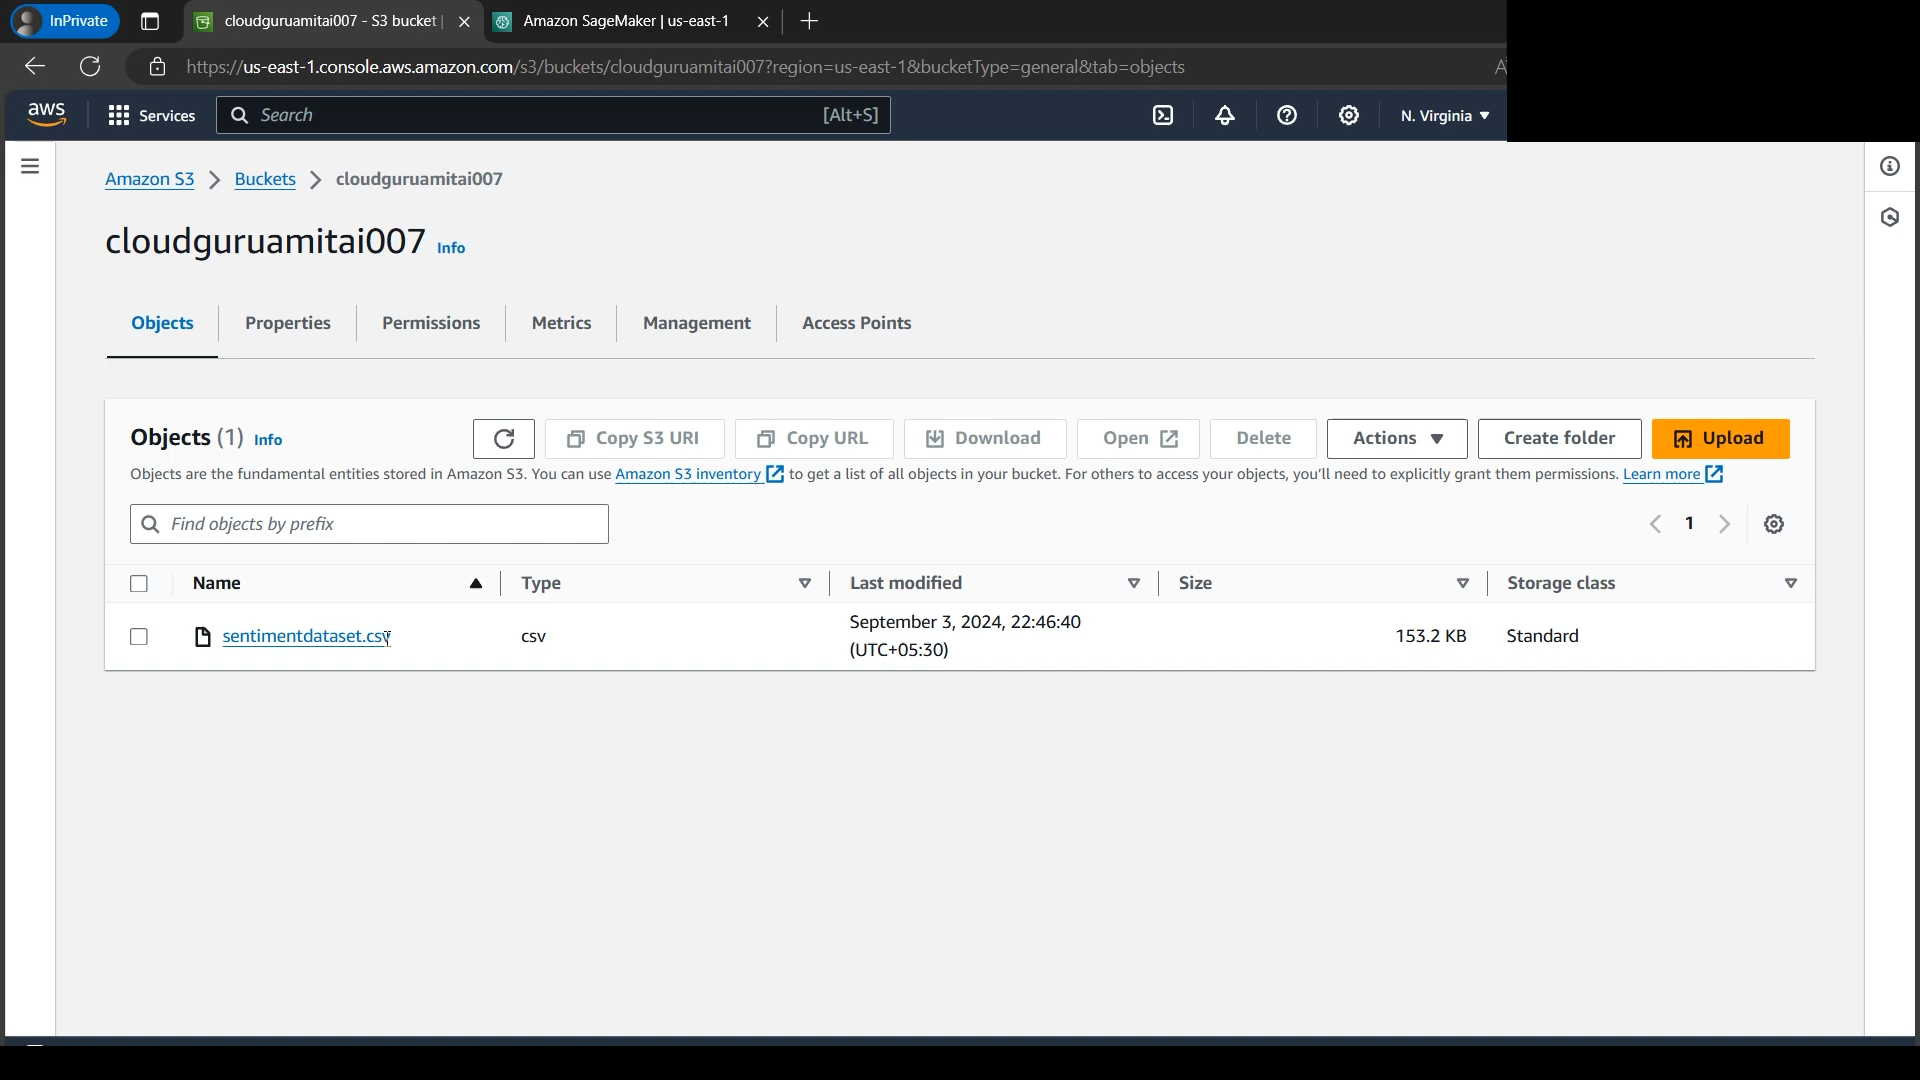 InPrivate
cloudguruamitai007 - S3 bucket
Amazon SageMaker | us-east-1
https://us-east-1.console.aws.amazon.com/s3/buckets/cloudguruamitai007?region=us-east-1&bucketType=general&tab=objects
aws
Services
Search
[Alt+S]
N. Virginia
Amazon S3 > Buckets > cloudguruamitai007
cloudguruamitai007 Info
Objects
Properties
Permissions
Metrics
Management
Access Points
Objects (1) Info
Copy S3 URI
Copy URL
Download
Open
Delete
Actions
Create folder
Upload
Objects are the fundamental entities stored in Amazon S3. You can use Amazon S3 inventory to get a list of all objects in your bucket. For others to access your objects, you'll need to explicitly grant them permissions. Learn more
Find objects by prefix
1
Name
Type
Last modified
Size
Storage class
sentimentdataset.csv
csv
September 3, 2024, 22:46:40
(UTC+05:30)
153.2 KB
Standard